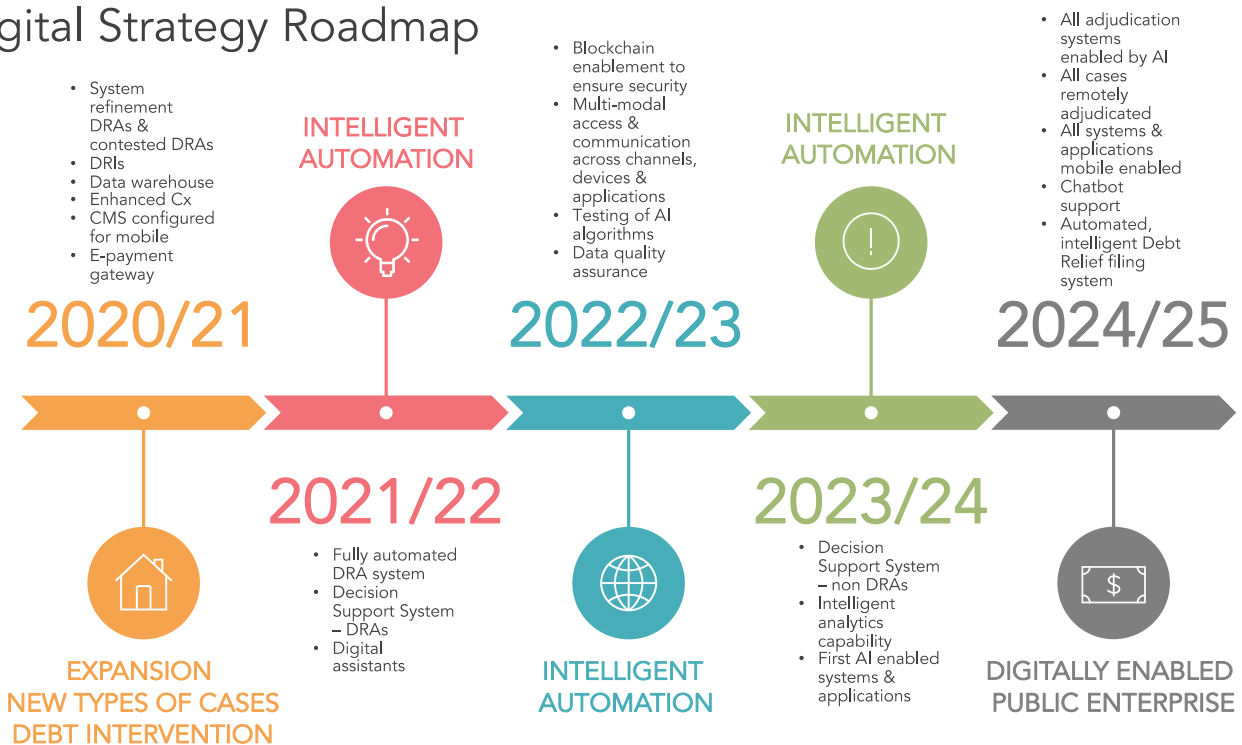 gital Strategy Roadmap
• System
refinement
DRAs &
contested DRAs
• DRIs
• Data warehouse
• Enhanced Cx
• CMS configured
for mobile
• E-payment
gateway
2020/21
EXPANSION
NEW TYPES OF CASES
DEBT INTERVENTION
INTELLIGENT
AUTOMATION
2021/22
• Fully automated
DRA system
• Decision
Support System
– DRAs
• Digital
assistants
• Blockchain
enablement to
ensure security
• Multi-modal
access &
communication
across channels,
devices &
applications
• Testing of AI
algorithms
• Data quality
assurance
2022/23
INTELLIGENT
AUTOMATION
INTELLIGENT
AUTOMATION
!
2023/24
• Decision
Support System
– non DRAs
• Intelligent
analytics
capability
• First AI enabled
systems &
applications
• All adjudication
systems
enabled by AI
• All cases
remotely
adjudicated
• All systems &
applications
mobile enabled
• Chatbot
support
• Automated,
intelligent Debt
Relief filing
system
2024/25
$
DIGITALLY ENABLED
PUBLIC ENTERPRISE